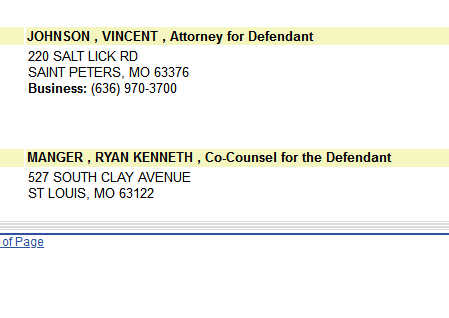 JOHNSON , VINCENT , Attorney for Defendant
220 SALT LICK RD
SAINT PETERS, MO 63376
Business: (636) 970-3700
MANGER , RYAN KENNETH , Co-Counsel for the Defendant
527 SOUTH CLAY AVENUE
ST LOUIS, MO 63122
of Page